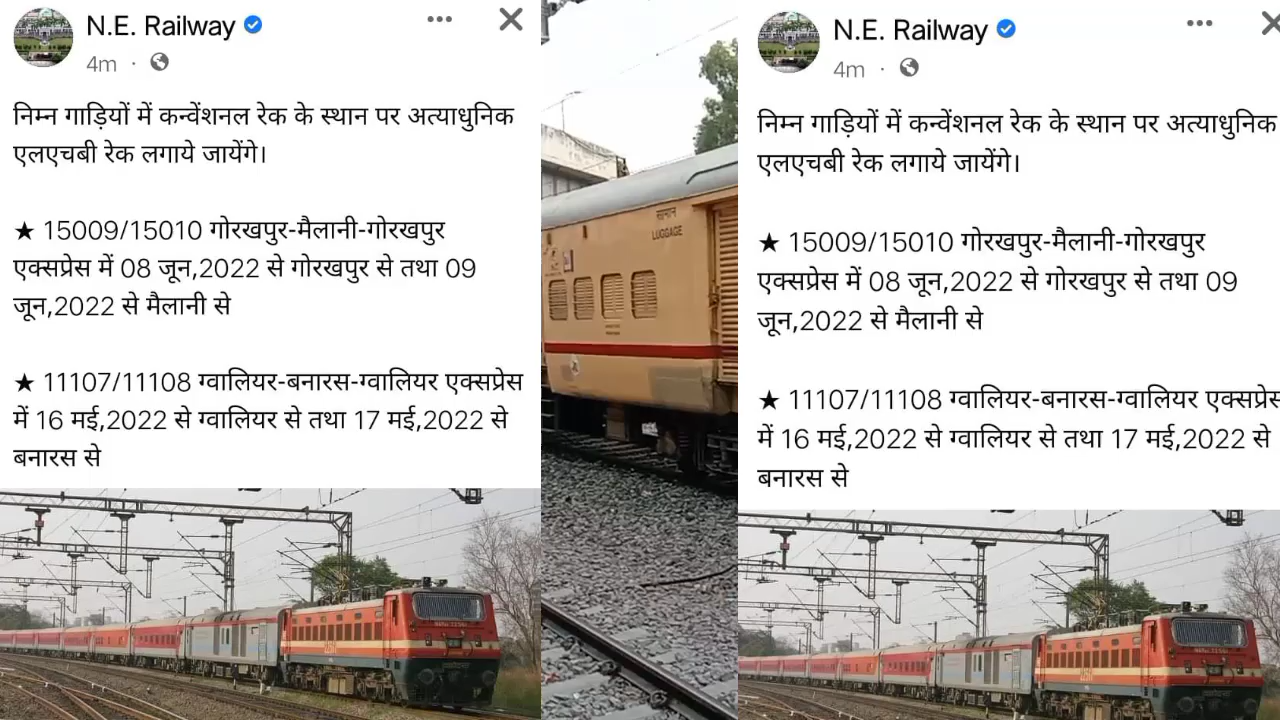 N.E. Railway
4m
निम्न गाड़ियों में कन्वेंशनल रेक के स्थान पर अत्याधुनिक
एलएचबी रेक लगाये जायेंगे।
★ 15009/15010 गोरखपुर-मैलानी-गोरखपुर
एक्सप्रेस में 08 जून,2022 से गोरखपुर से तथा 09
जून,2022 से मैलानी से
★ 11107/11108 ग्वालियर-बनारस-ग्वालियर एक्सप्रेस
में 16 मई,2022 से ग्वालियर से तथा 17 मई,2022 से
बनारस से
सामान
LUGGAGE
N.E. Railway
4m
निम्न गाड़ियों में कन्वेंशनल रेक के स्थान पर अत्याधुनिक
एलएचबी रेक लगाये जायेंगे।
★ 15009/15010 गोरखपुर-मैलानी-गोरखपुर
एक्सप्रेस में 08 जून,2022 से गोरखपुर से तथा 09
जून,2022 से मैलानी से
★ 11107/11108 ग्वालियर-बनारस-ग्वालियर एक्सप्रेस
में 16 मई,2022 से ग्वालियर से तथा 17 मई,2022 से
बनारस से